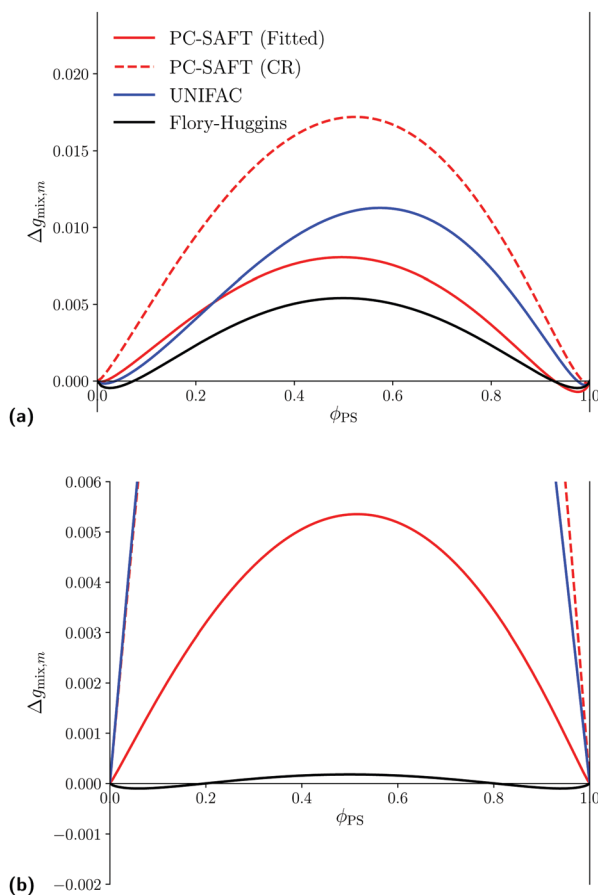 0.020
0.015
0.010
0.005
0.000
Δg_mix,m
PC-SAFT (Fitted)
PC-SAFT (CR)
UNIFAC
Flory-Huggins
0.0 0.2 0.4 0.6 0.8 1.0
ϕ_PS
(a)
0.006
0.005
0.004
0.003
0.002
0.001
0.000
−0.001
−0.002
Δg_mix,m
0.0 0.2 0.4 0.6 0.8 1.0
ϕ_PS
(b)